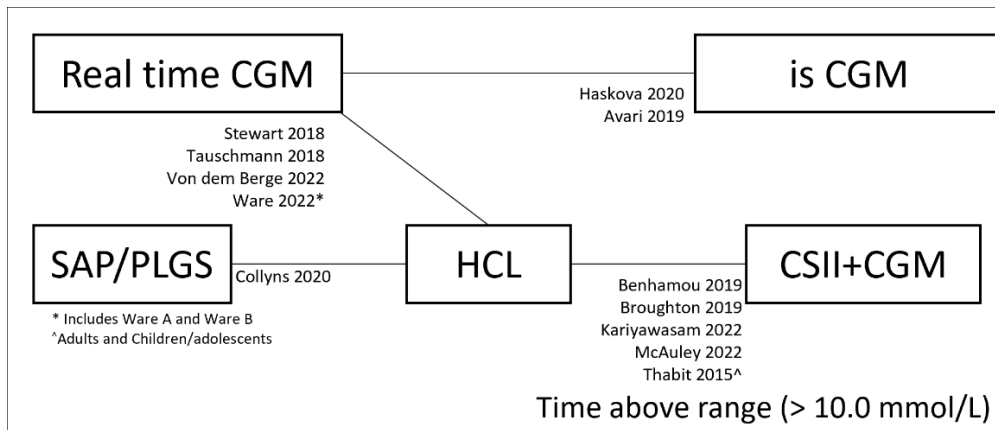 Real time CGM
is CGM
Haskova 2020
Avari 2019
Stewart 2018
Tauschmann 2018
Von dem Berge 2022
Ware 2022*
SAP/PLGS
Collyns 2020
HCL
CSII+CGM
Benhamou 2019
Broughton 2019
Kariyawasam 2022
McAuley 2022
Thabit 2015^
* Includes Ware A and Ware B
^Adults and Children/adolescents
Time above range (> 10.0 mmol/L)